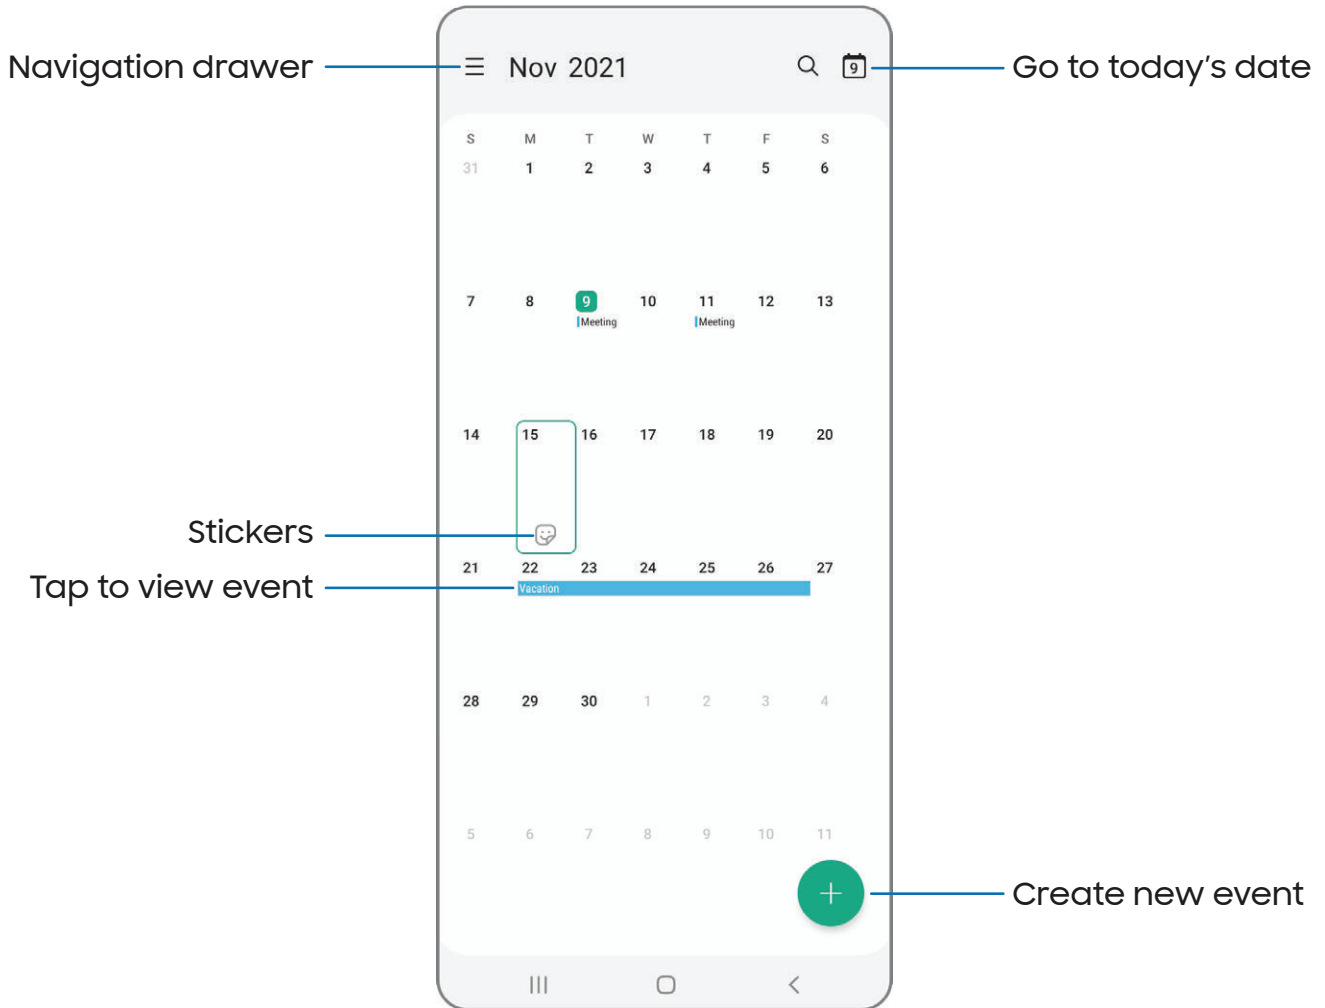 Navigation drawer
Nov 2021
9
Go to today's date
S M T W T F S
31 1 2 3 4 5 6
7 8 9 10 11 12 13
Meeting Meeting
14 15 16 17 18 19 20
Stickers
21 22 23 24 25 26 27
Tap to view event
Vacation
28 29 30 1 2 3 4
5 6 7 8 9 10 11
Create new event